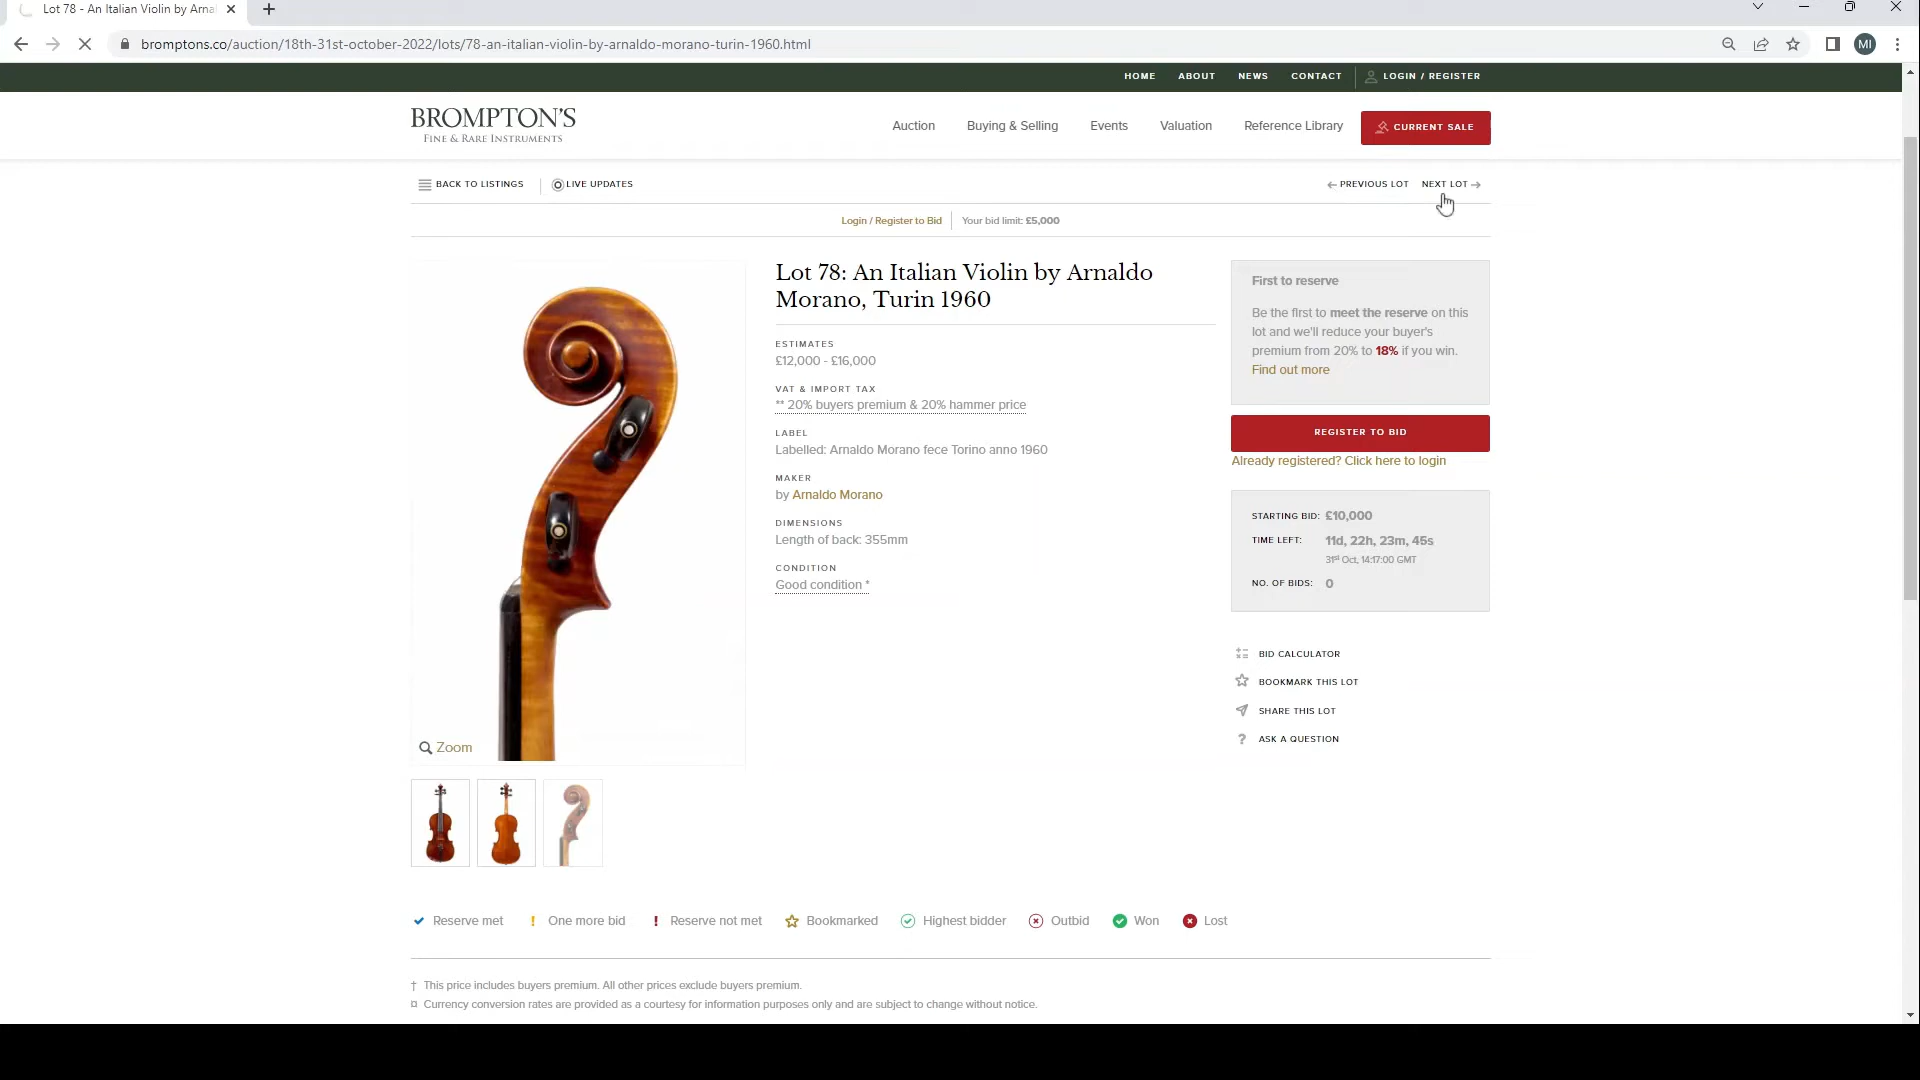 Lot 78 - An Italian Violin by Arna
bromptons.co/auction/18th-31st-october-2022/lots/78-an-italian-violin-by-arnaldo-morano-turin-1960.html
MI
HOME ABOUT NEWS CONTACT LOGIN / REGISTER
BROMPTON'S
FINE & RARE INSTRUMENTS
Auction Buying & Selling Events Valuation Reference Library CURRENT SALE
BACK TO LISTINGS LIVE UPDATES PREVIOUS LOT NEXT LOT
Login / Register to Bid Your bid limit: £5,000
Lot 78: An Italian Violin by Arnaldo
Morano, Turin 1960
ESTIMATES
£12,000 - £16,000
VAT & IMPORT TAX
** 20% buyers premium & 20% hammer price
LABEL
Labelled: Arnaldo Morano fece Torino anno 1960
MAKER
by Arnaldo Morano
DIMENSIONS
Length of back: 355mm
CONDITION
Good condition *
Zoom
First to reserve
Be the first to meet the reserve on this
lot and we'll reduce your buyer's
premium from 20% to 18% if you win.
Find out more
REGISTER TO BID
Already registered? Click here to login
STARTING BID: £10,000
TIME LEFT: 11d, 22h, 23m, 45s
31st Oct, 14:17:00 GMT
NO. OF BIDS: 0
BID CALCULATOR
BOOKMARK THIS LOT
SHARE THIS LOT
? ASK A QUESTION
Reserve met ! One more bid ! Reserve not met Bookmarked Highest bidder Outbid Won Lost
† This price includes buyers premium. All other prices exclude buyers premium.
¤ Currency conversion rates are provided as a courtesy for information purposes only and are subject to change without notice.